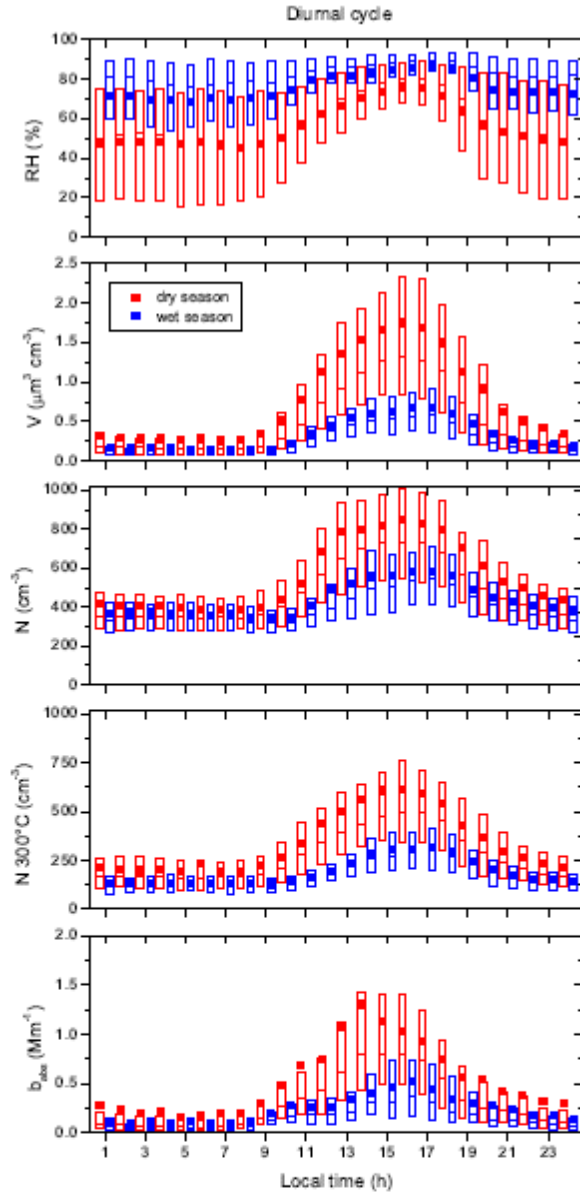 Diurnal cycle
RH (%)
100
80
60
40
20
0
V (μm³ cm⁻³)
2.5
2.0
1.5
1.0
0.5
0.0
dry season
wet season
N (cm⁻³)
1000
800
600
400
200
0
N 300°C (cm⁻³)
1000
750
500
250
0
b_abs (Mm⁻¹)
2.0
1.5
1.0
0.5
0.0
1 3 5 7 9 11 13 15 17 19 21 23
Local time (h)